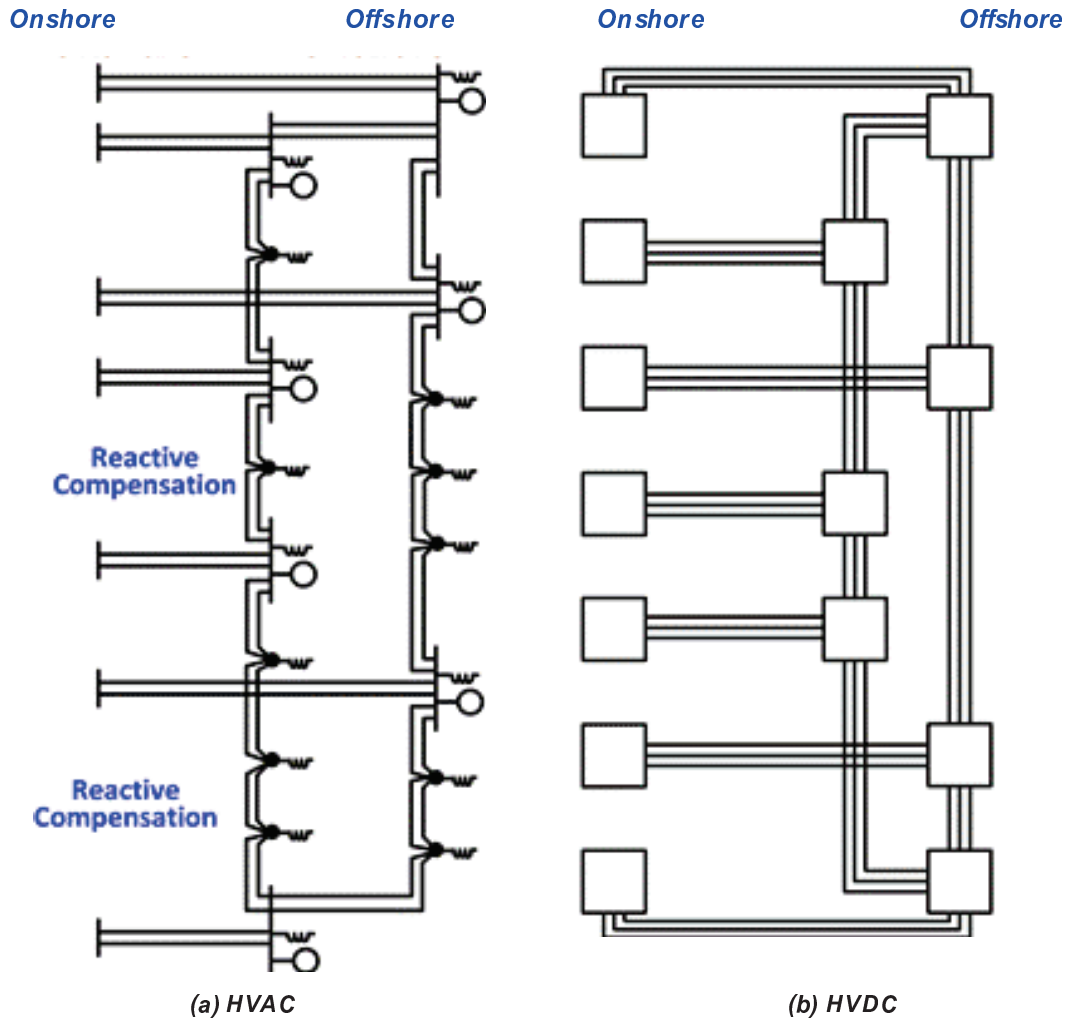 Onshore
Offshore
Onshore
Offshore
Reactive
Compensation
Reactive
Compensation
(a) HVAC
(b) HVDC